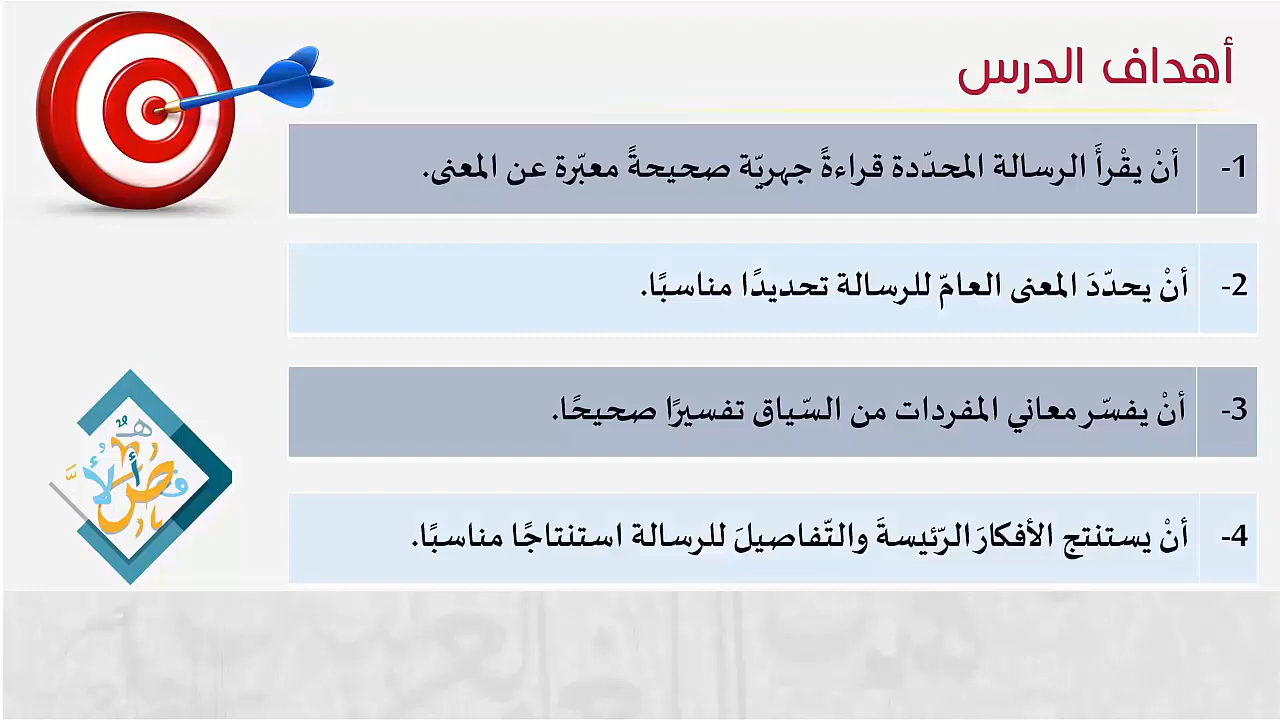 أهداف الدرس
1- أنْ يقْرأَ الرسالة المحدّدة قراءةً جهريّة صحيحةً معبّرة عن المعنى.
2- أنْ يحدّدَ المعنى العامّ للرسالة تحديدًا مناسبًا.
3- أنْ يفسّر معاني المفردات من السّياق تفسيرًا صحيحًا.
4- أنْ يستنتج الأفكارَ الرّئيسةَ والتّفاصيلَ للرسالة استنتاجًا مناسبًا.